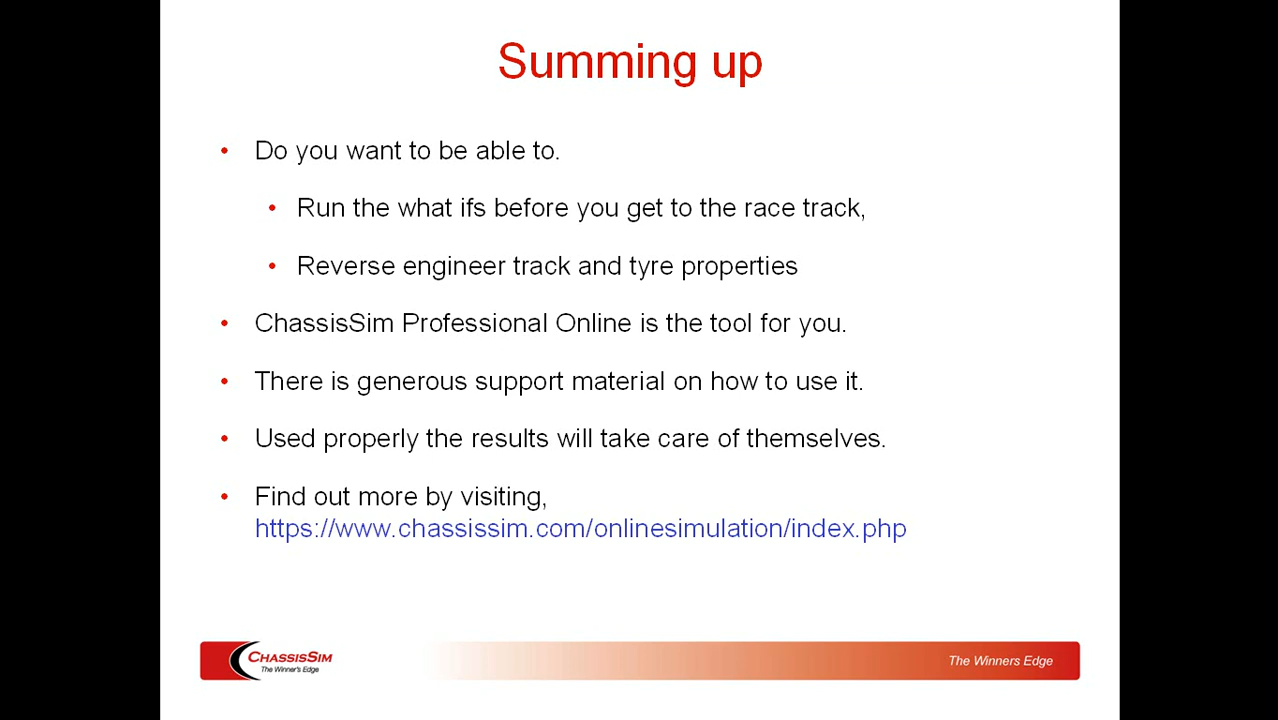 Summing up
• Do you want to be able to.
• Run the what ifs before you get to the race track,
• Reverse engineer track and tyre properties
• ChassisSim Professional Online is the tool for you.
• There is generous support material on how to use it.
• Used properly the results will take care of themselves.
• Find out more by visiting,
https://www.chassissim.com/onlinesimulation/index.php
CHASSISSIM
The Winner's Edge
The Winners Edge